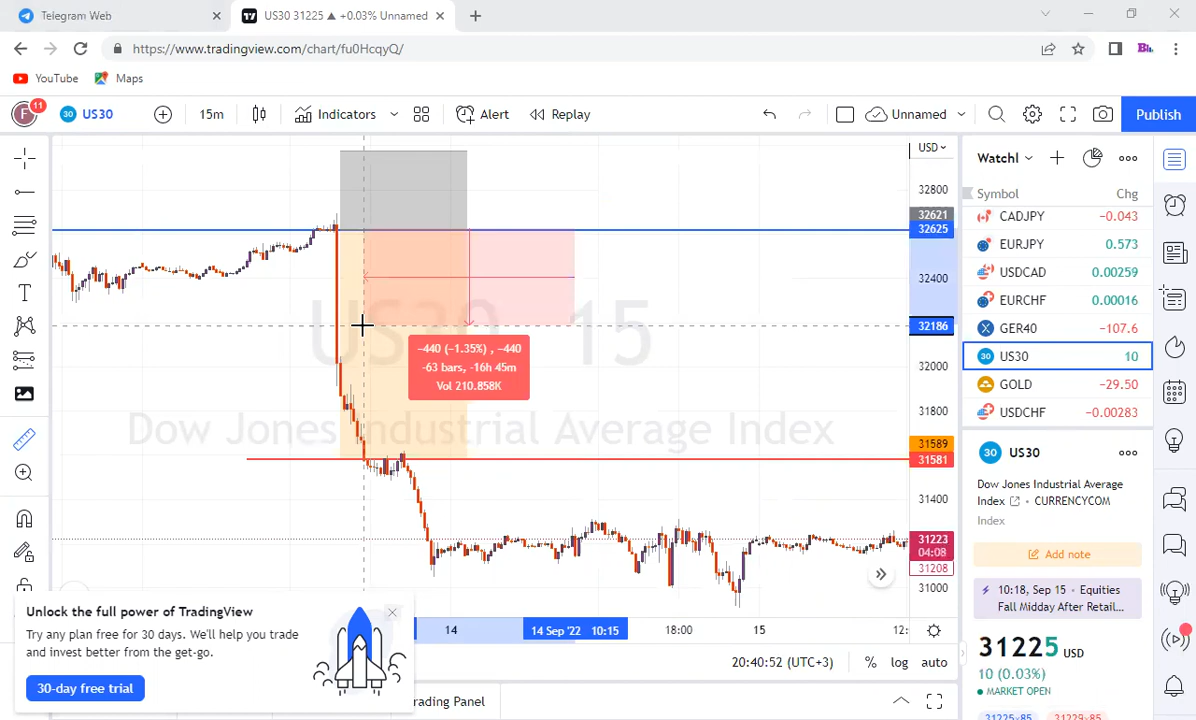 Telegram Web
US30 31225 ▲ +0.03% Unnamed
https://www.tradingview.com/chart/fu0HcqyQ/
YouTube
Maps
F
11
30
US30
15m
Indicators
Alert
Replay
Unnamed
Publish
USD
32800
32621
32625
32400
32186
32000
31800
31589
31581
31400
31223
04:08
31208
31000
US30 15
Dow Jones Industrial Average Index
−440 (−1.35%) , −440
-63 bars, -16h 45m
Vol 210.858K
14
14 Sep '22 10:15
18:00
15
12:
Unlock the full power of TradingView
Try any plan free for 30 days. We'll help you trade
and invest better from the get-go.
30-day free trial
20:40:52 (UTC+3)
%
log
auto
rading Panel
Watchl
Symbol Chg
CADJPY −0.043
EURJPY 0.573
USDCAD 0.00259
EURCHF 0.00016
GER40 −107.6
30 US30 10
GOLD −29.50
USDCHF −0.00283
30 US30
Dow Jones Industrial Average
Index CURRENCYCOM
Index
Add note
10:18, Sep 15 · Equities
Fall Midday After Retail...
31225 USD
10 (0.03%)
MARKET OPEN